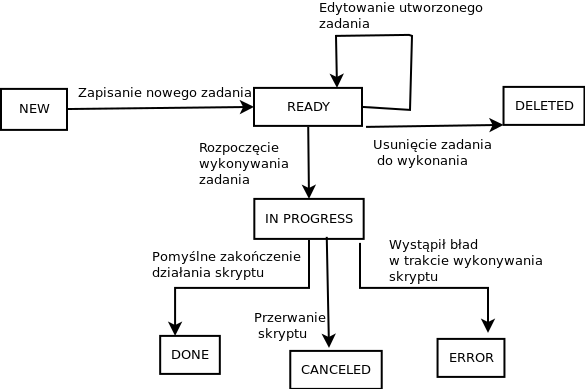 Edytowanie utworzonego
zadania
Zapisanie nowego zadania
NEW
READY
DELETED
Usunięcie zadania
do wykonania
Rozpoczęcie
wykonywania
zadania
IN PROGRESS
Pomyślne zakończenie
działania skryptu
Wystąpił bład
w trakcie wykonywania
skryptu
Przerwanie
skryptu
DONE
CANCELED
ERROR